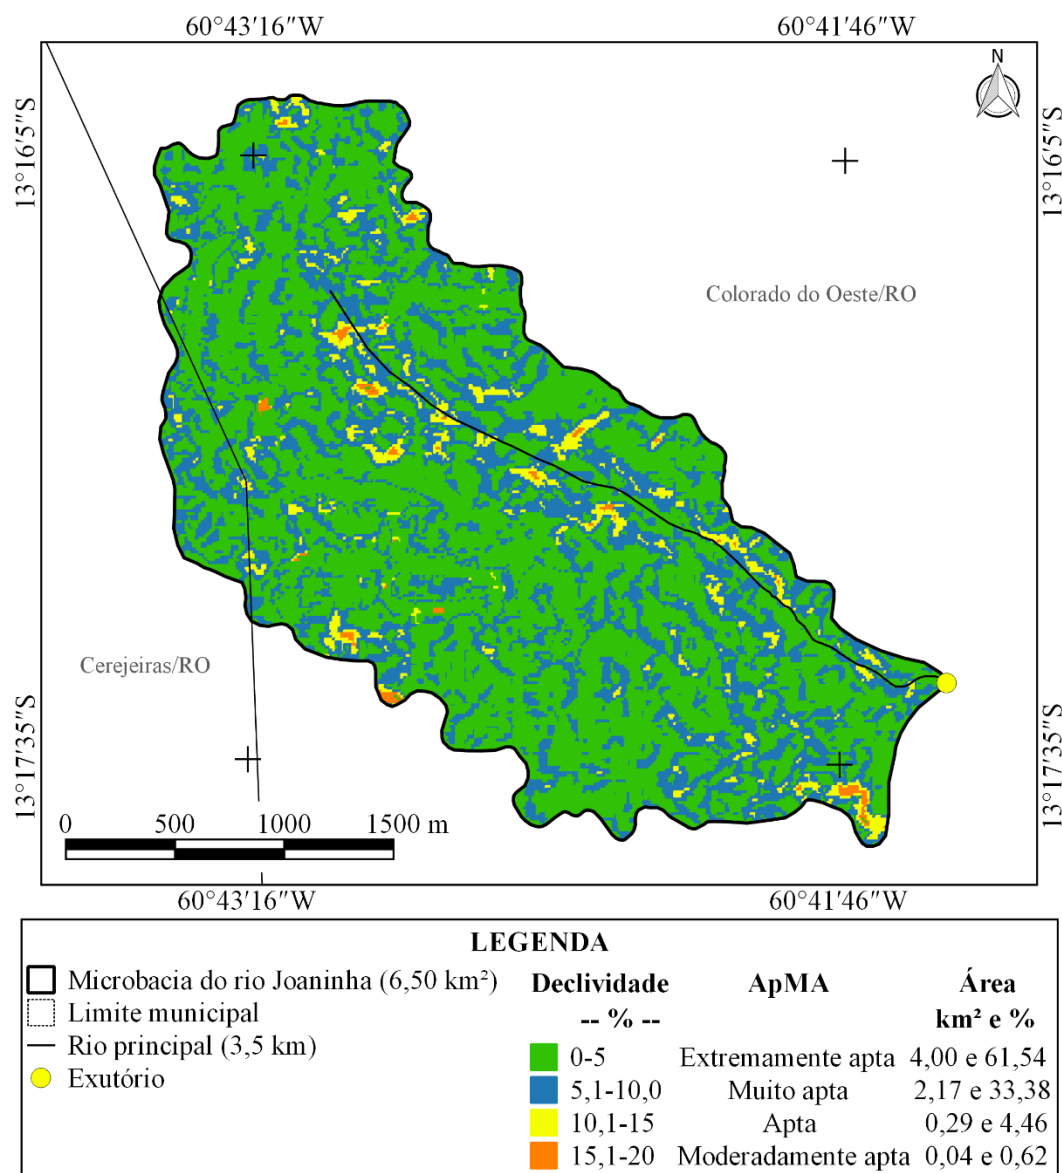 60°43'16"W 60°41'46"W
N
13°16'5"S 13°16'5"S
Colorado do Oeste/RO
Cerejeiras/RO
13°17'35"S 13°17'35"S
0 500 1000 1500 m
60°43'16"W 60°41'46"W
LEGENDA
Microbacia do rio Joaninha (6,50 km²)
Limite municipal
Rio principal (3,5 km)
Exutório
Declividade ApMA Área
-- % -- km² e %
0-5 Extremamente apta 4,00 e 61,54
5,1-10,0 Muito apta 2,17 e 33,38
10,1-15 Apta 0,29 e 4,46
15,1-20 Moderadamente apta 0,04 e 0,62